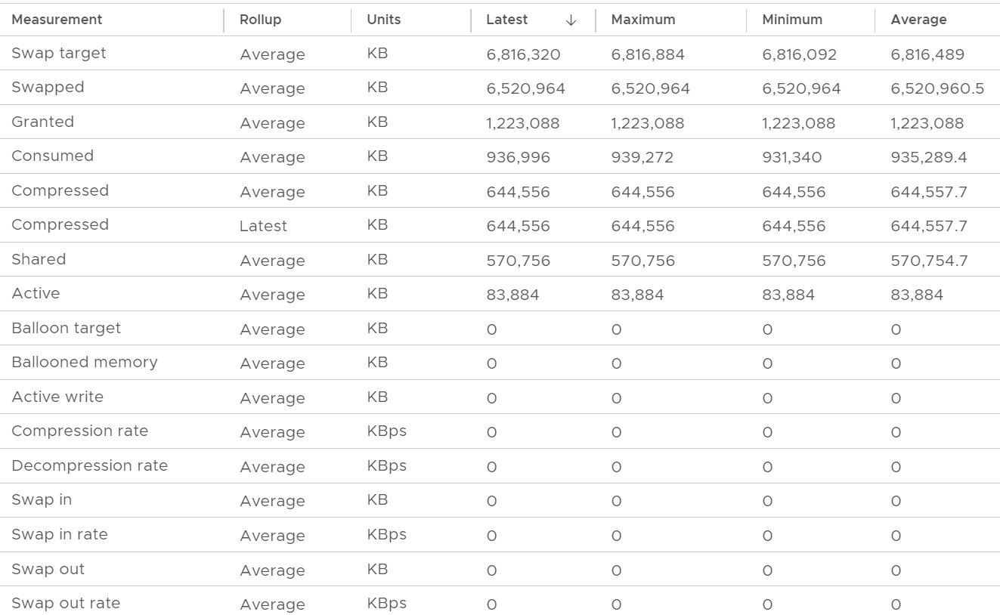 Measurement Rollup Units Latest ↓ Maximum Minimum Average
Swap target Average KB 6,816,320 6,816,884 6,816,092 6,816,489
Swapped Average KB 6,520,964 6,520,964 6,520,964 6,520,960.5
Granted Average KB 1,223,088 1,223,088 1,223,088 1,223,088
Consumed Average KB 936,996 939,272 931,340 935,289.4
Compressed Average KB 644,556 644,556 644,556 644,557.7
Compressed Latest KB 644,556 644,556 644,556 644,557.7
Shared Average KB 570,756 570,756 570,756 570,754.7
Active Average KB 83,884 83,884 83,884 83,884
Balloon target Average KB 0 0 0 0
Ballooned memory Average KB 0 0 0 0
Active write Average KB 0 0 0 0
Compression rate Average KBps 0 0 0 0
Decompression rate Average KBps 0 0 0 0
Swap in Average KB 0 0 0 0
Swap in rate Average KBps 0 0 0 0
Swap out Average KB 0 0 0 0
Swap out rate Average KBps 0 0 0 0